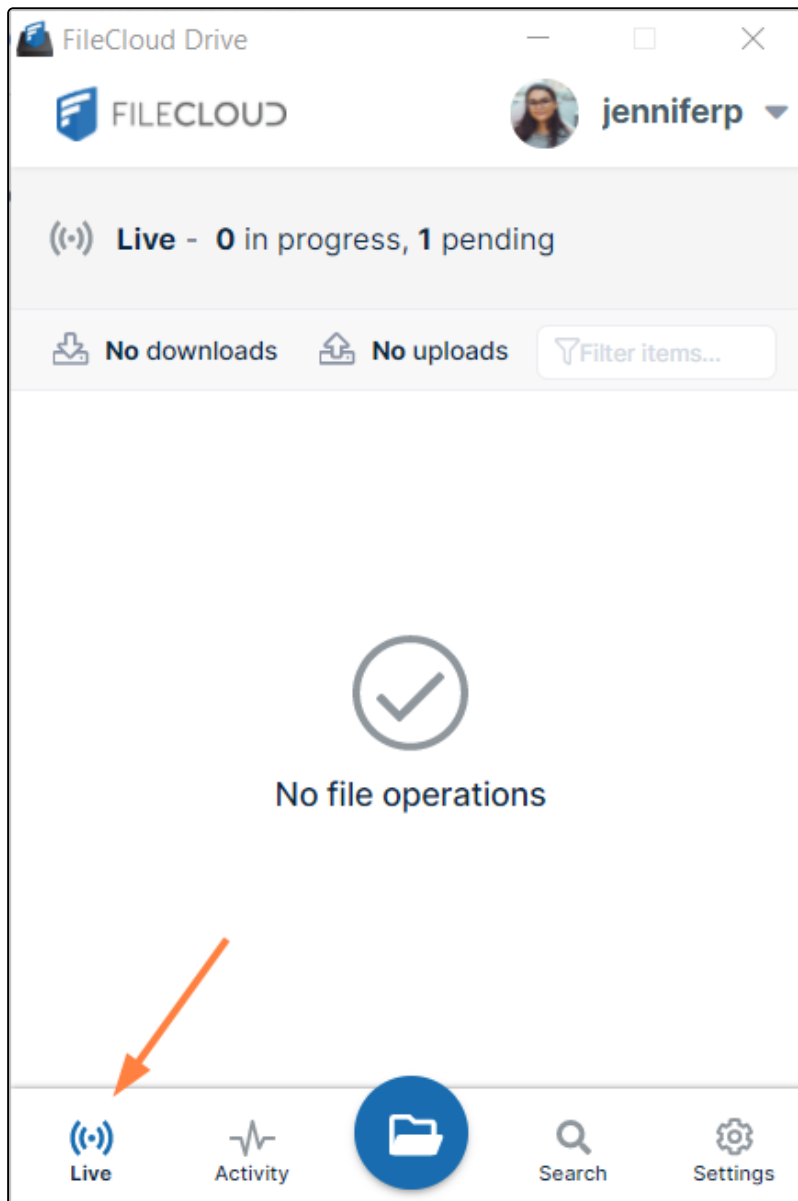 FileCloud Drive
FILECLOUD
jenniferp
Live - 0 in progress, 1 pending
No downloads No uploads Filter items...
No file operations
Live Activity Search Settings